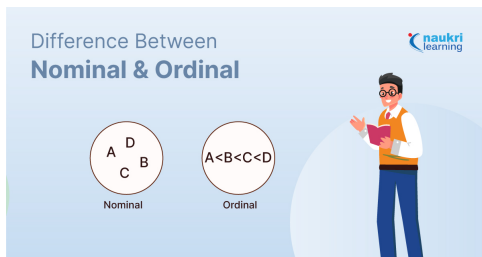 Difference Between
Nominal & Ordinal
naukri
learning
A D
B
C
A<B<C<D
Nominal
Ordinal